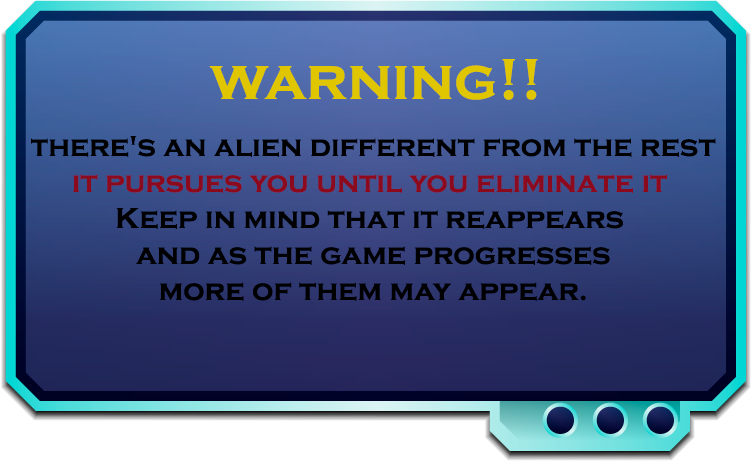 WARNING!!
THERE'S AN ALIEN DIFFERENT FROM THE REST
IT PURSUES YOU UNTIL YOU ELIMINATE IT
KEEP IN MIND THAT IT REAPPEARS
AND AS THE GAME PROGRESSES
MORE OF THEM MAY APPEAR.